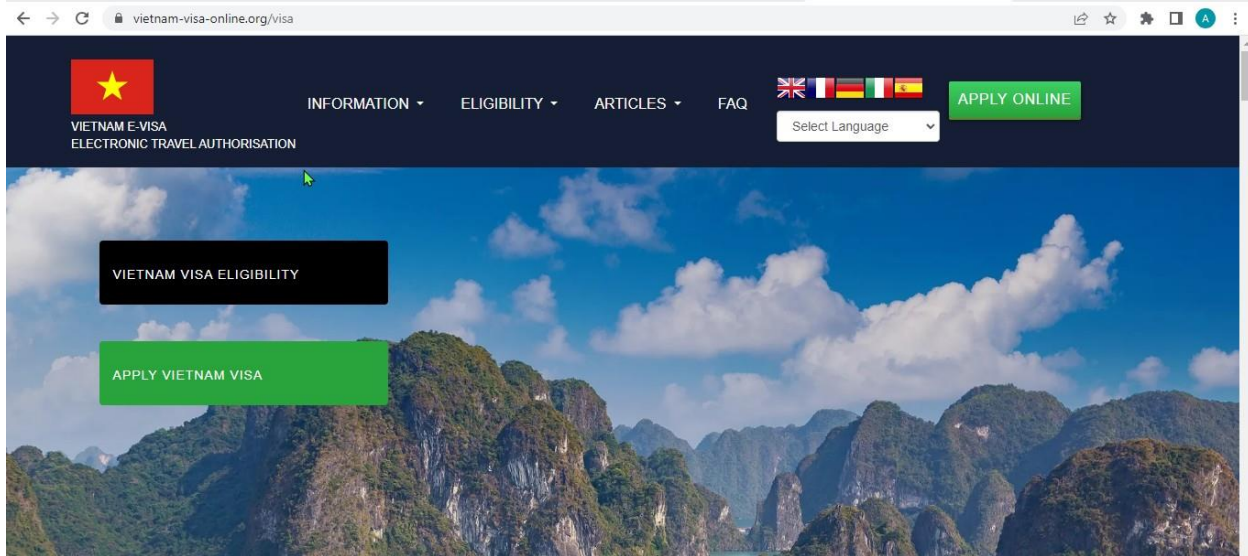 vietnam-visa-online.org/visa
A
VIETNAM E-VISA
ELECTRONIC TRAVEL AUTHORISATION
INFORMATION
ELIGIBILITY
ARTICLES
FAQ
Select Language
APPLY ONLINE
VIETNAM VISA ELIGIBILITY
APPLY VIETNAM VISA